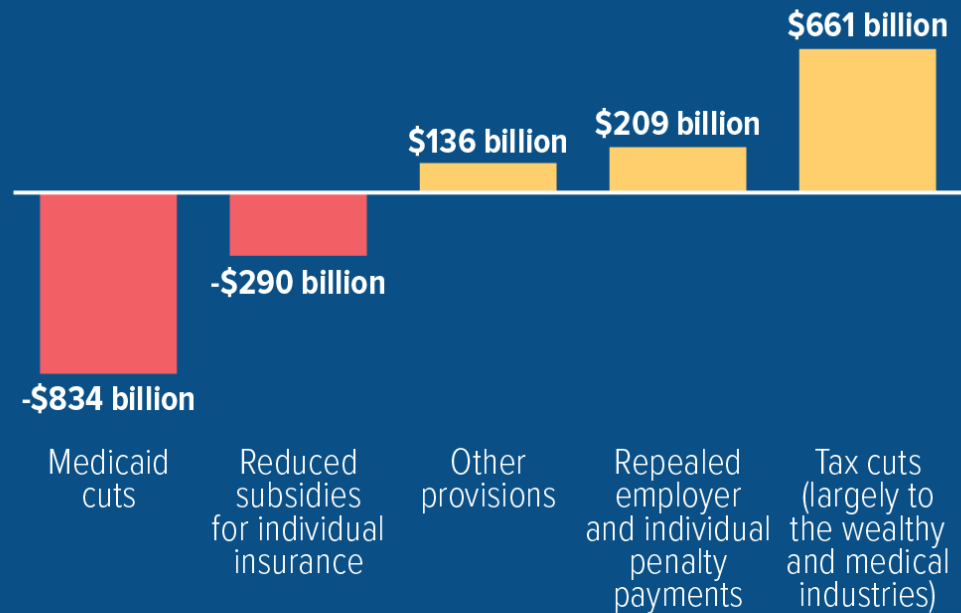 $661 billion
$136 billion
$209 billion
-$290 billion
-$834 billion
Medicaid
cuts
Reduced
subsidies
for individual
insurance
Other
provisions
Repealed
employer
and individual
penalty
payments
Tax cuts
(largely to
the wealthy
and medical
industries)